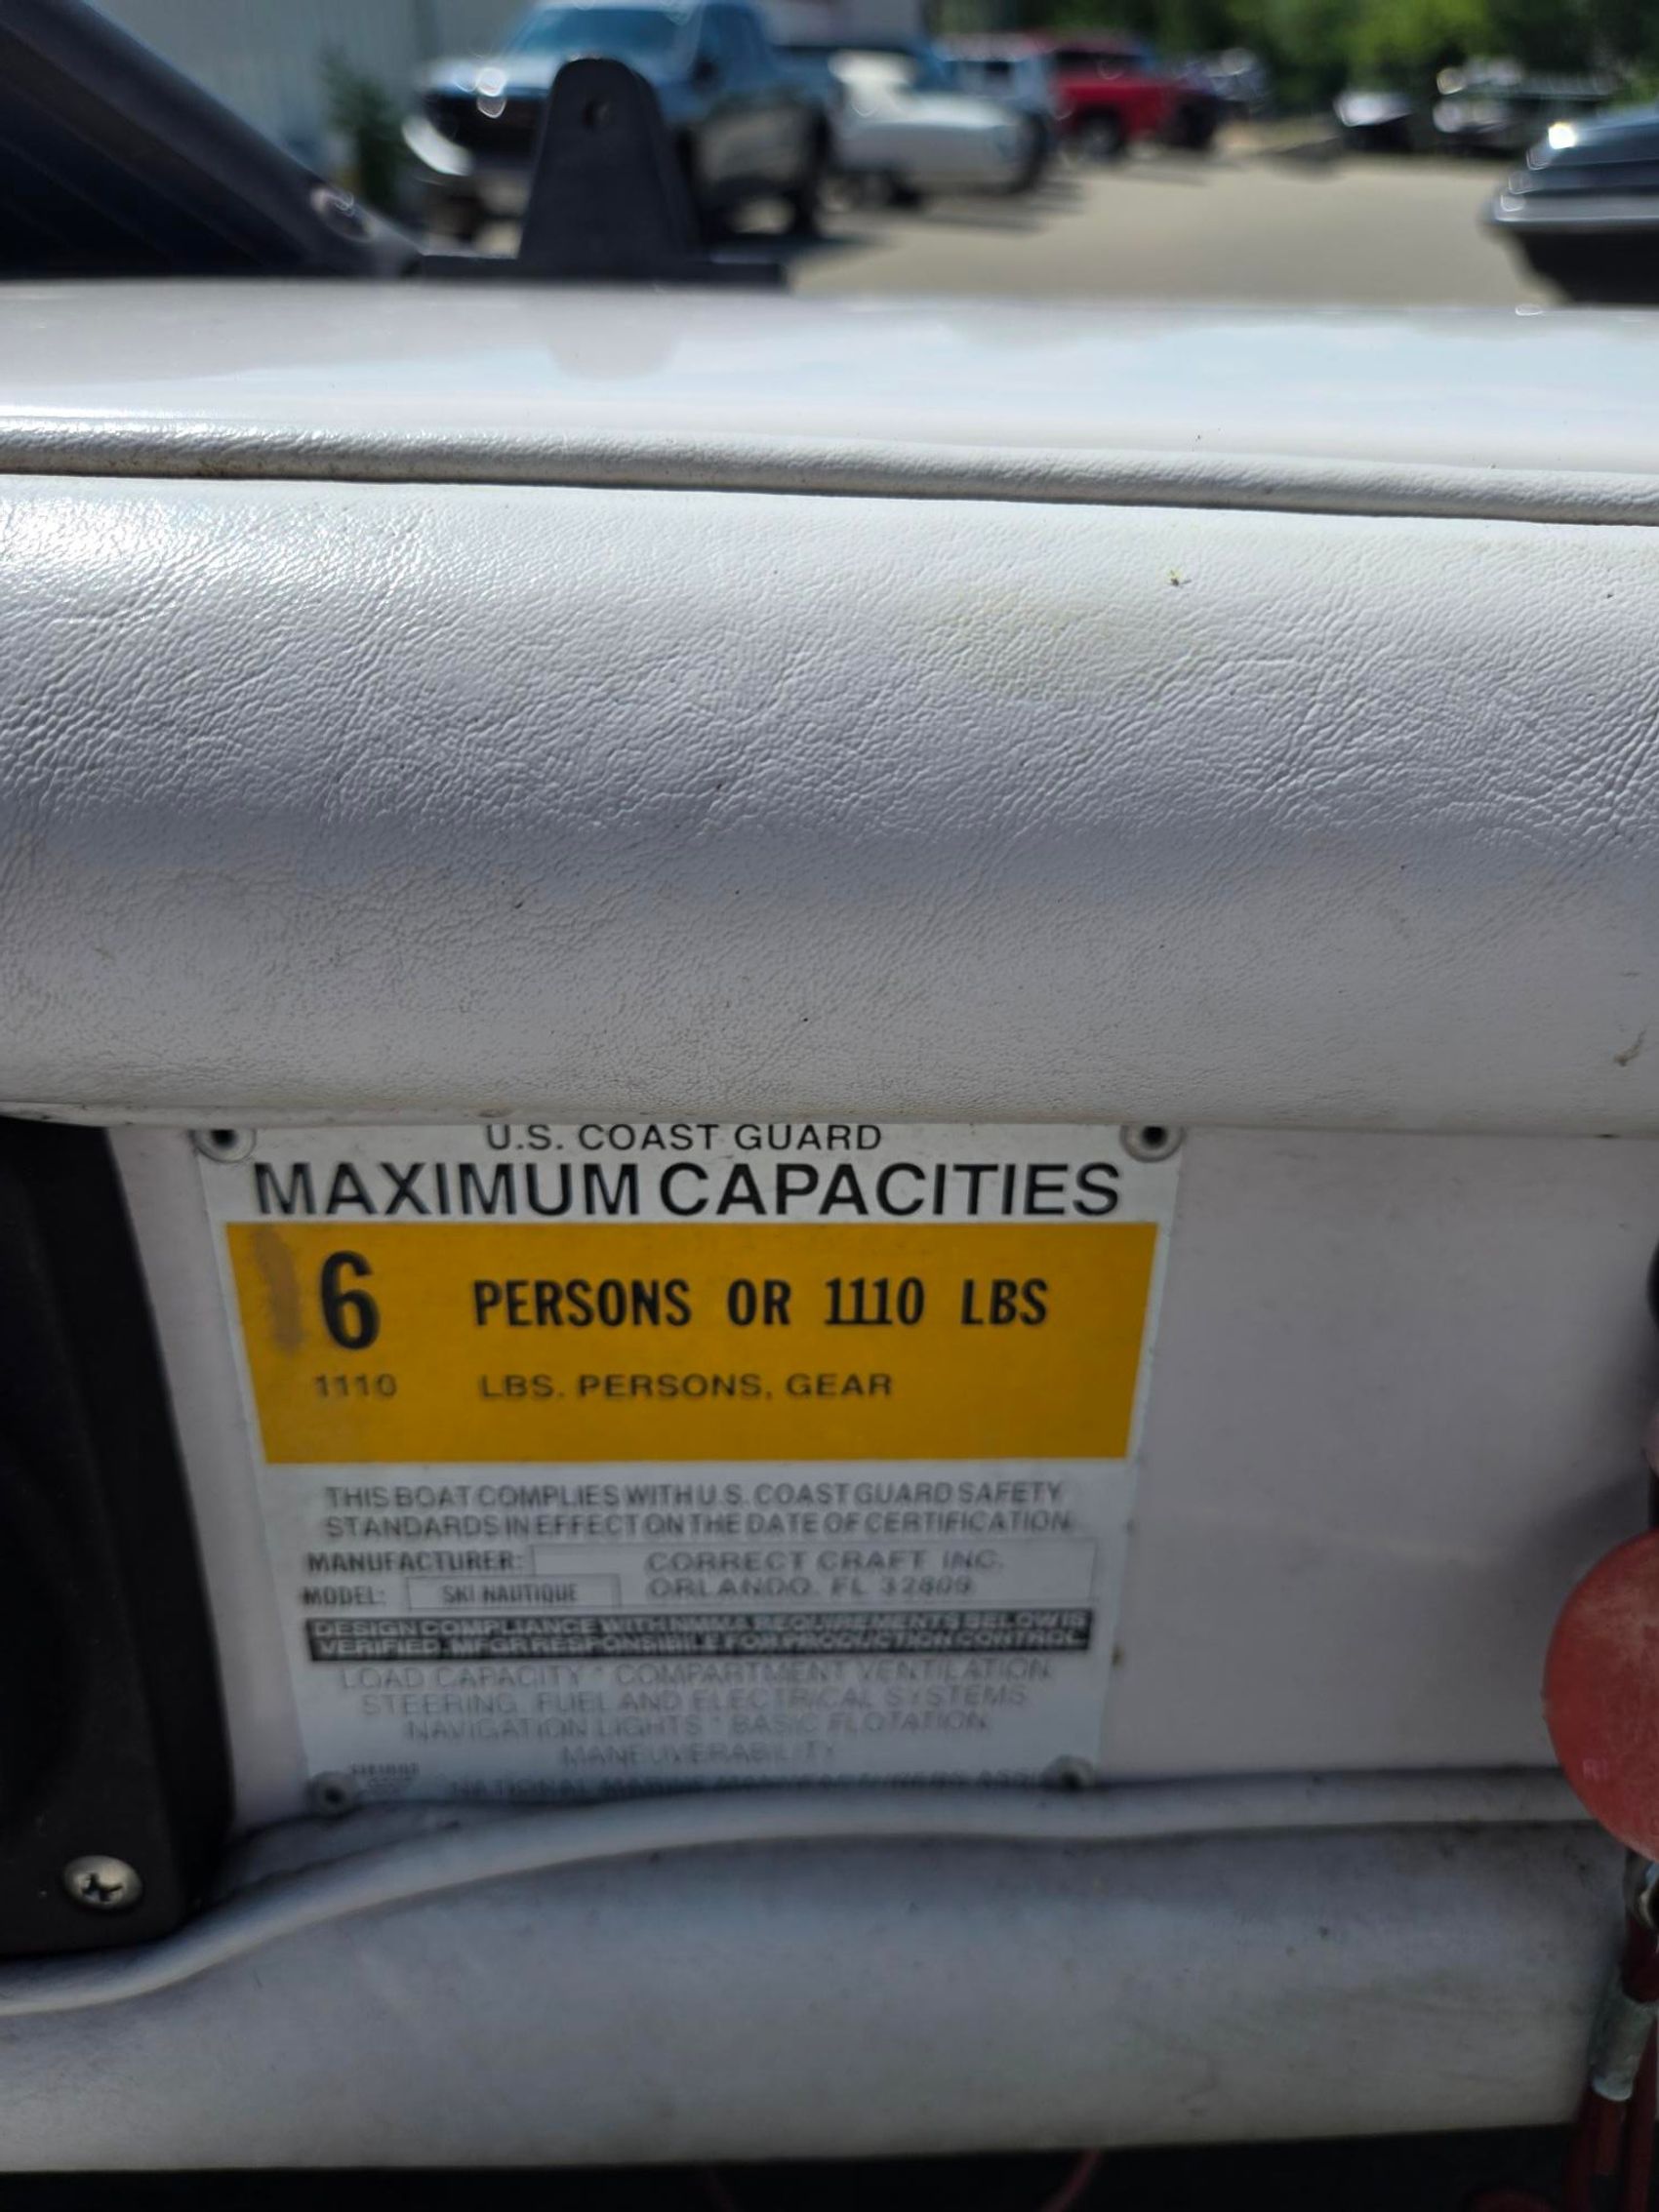 U.S. COAST GUARD
MAXIMUM CAPACITIES
6 PERSONS OR 1110 LBS
1110 LBS. PERSONS, GEAR
THIS BOAT COMPLIES WITH U.S. COAST GUARD SAFETY
STANDARDS IN EFFECT ON THE DATE OF CERTIFICATION
MANUFACTURER: CORRECT CRAFT INC.
MODEL: SKI NAUTIQUE ORLANDO, FL 32809
DESIGN COMPLIANCE WITH NMMA REQUIREMENTS BELOW IS
VERIFIED. MFGR RESPONSIBLE FOR PRODUCTION CONTROL
LOAD CAPACITY * COMPARTMENT VENTILATION
STEERING, FUEL AND ELECTRICAL SYSTEMS
NAVIGATION LIGHTS * BASIC FLOTATION
MANEUVERABILITY
NATIONAL MARINE MANUFACTURERS